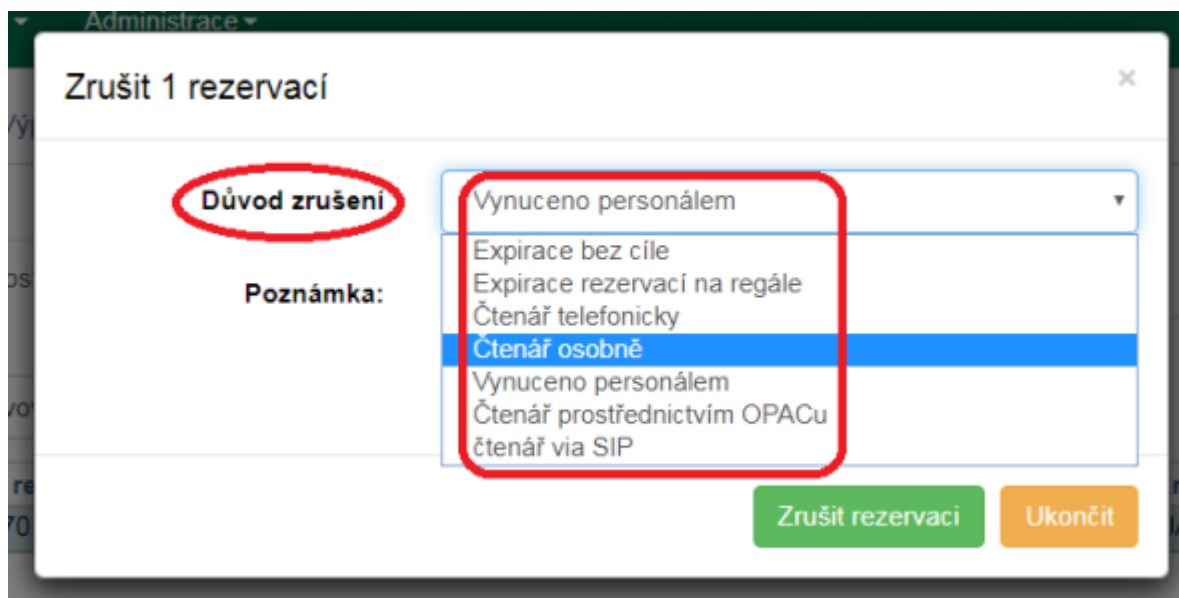 Administrace
Zrušit 1 rezervací
×
Důvod zrušení
Vynuceno personálem
Expirace bez cíle
Expirace rezervací na regále
Poznámka:
Čtenář telefonicky
Čtenář osobně
Vynuceno personálem
Čtenář prostřednictvím OPACu
čtenář via SIP
Zrušit rezervaci
Ukončit